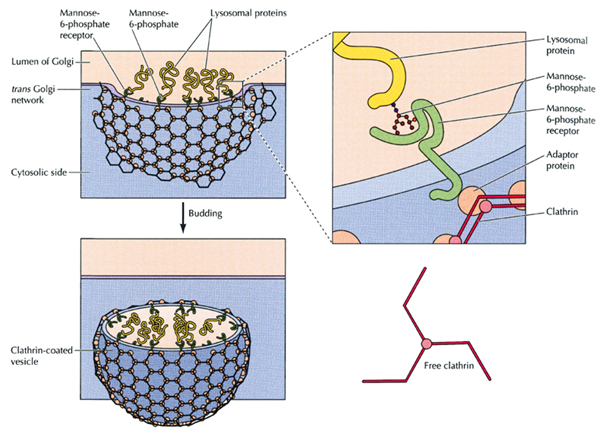 Mannose-
6-phosphate
receptor
Mannose-
6-phosphate
Lysosomal proteins
Lumen of Golgi
trans Golgi
network
Cytosolic side
Budding
Clathrin-coated
vesicle
Lysosomal
protein
Mannose-
6-phosphate
Mannose-
6-phosphate
receptor
Adaptor
protein
Clathrin
Free clathrin